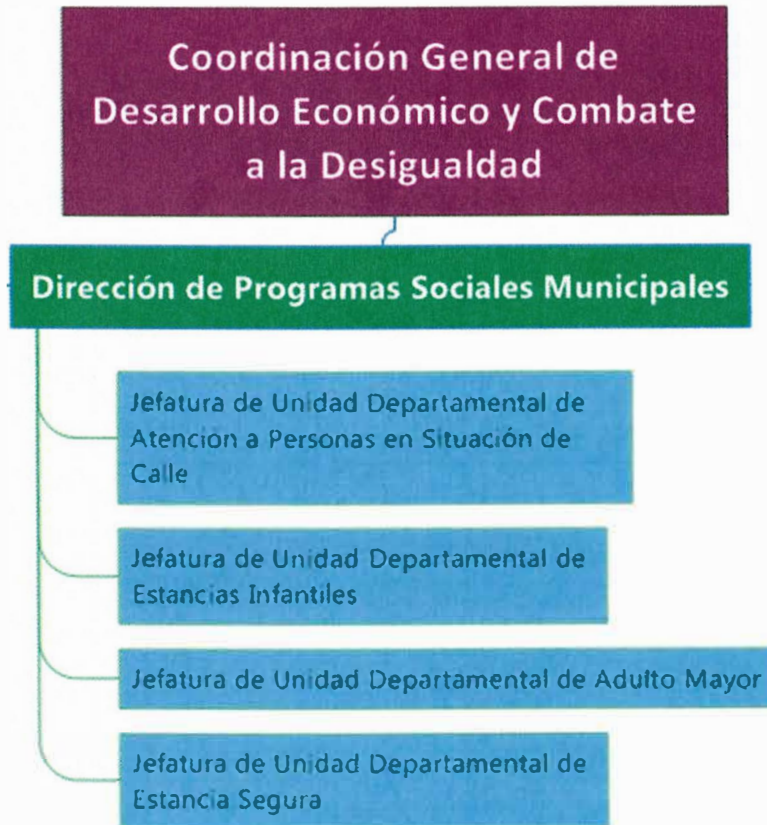 Coordinación General de
Desarrollo Económico y Combate
a la Desigualdad
Dirección de Programas Sociales Municipales
Jefatura de Unidad Departamental de
Atención a Personas en Situación de
Calle
Jefatura de Unidad Departamental de
Estancias Infantiles
Jefatura de Unidad Departamental de Adulto Mayor
Jefatura de Unidad Departamental de
Estancia Segura